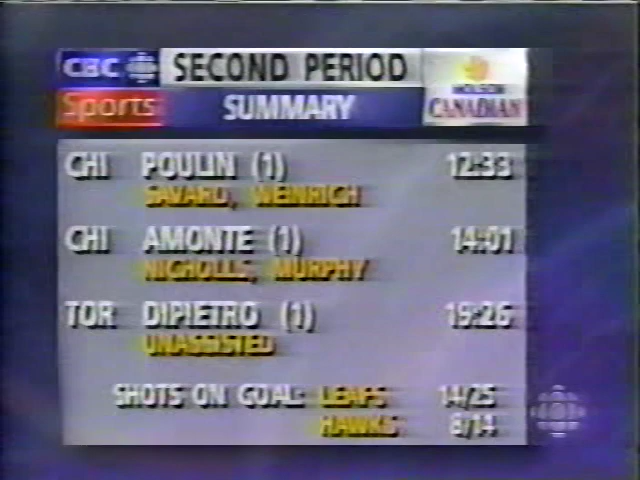 CBC SECOND PERIOD
Sports SUMMARY
CANADIAN
CHI POULIN (1) 12:33
SAVARD, WEINRICH
CHI AMONTE (1) 14:01
NICHOLLS, MURPHY
TOR DIPIETRO (1) 19:26
UNASSISTED
SHOTS ON GOAL: LEAFS 14/25
HAWKS 8/14